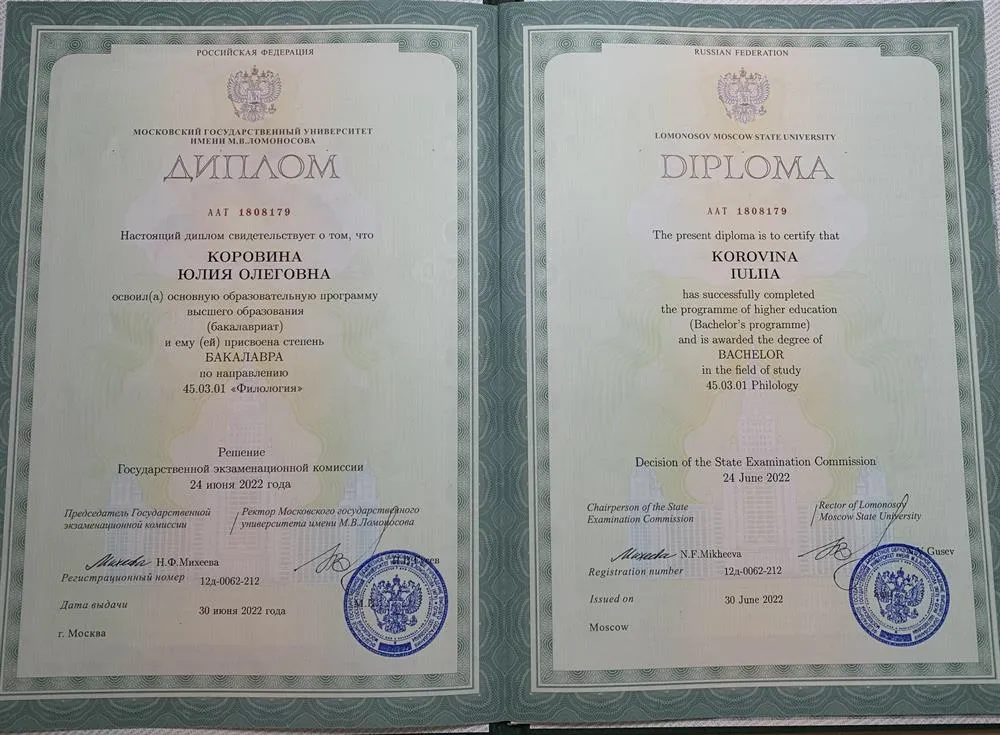 РОССИЙСКАЯ ФЕДЕРАЦИЯ
МОСКОВСКИЙ ГОСУДАРСТВЕННЫЙ УНИВЕРСИТЕТ
ИМЕНИ М.В.ЛОМОНОСОВА
ДИПЛОМ
ААТ 1808179
Настоящий диплом свидетельствует о том, что
КОРОВИНА
ЮЛИЯ ОЛЕГОВНА
освоил(а) основную образовательную программу
высшего образования
(бакалавриат)
и ему (ей) присвоена степень
БАКАЛАВРА
по направлению
45.03.01 «Филология»
Решение
Государственной экзаменационной комиссии
24 июня 2022 года
Председатель Государственной
экзаменационной комиссии
Ректор Московского государственного
университета имени М.В.Ломоносова
Н.Ф.Михеева
Регистрационный номер 12д-0062-212
Дата выдачи 30 июня 2022 года
г. Москва
RUSSIAN FEDERATION
LOMONOSOV MOSCOW STATE UNIVERSITY
DIPLOMA
ААТ 1808179
The present diploma is to certify that
KOROVINA
IULIIA
has successfully completed
the programme of higher education
(Bachelor's programme)
and is awarded the degree of
BACHELOR
in the field of study
45.03.01 Philology
Decision of the State Examination Commission
24 June 2022
Chairperson of the State
Examination Commission
Rector of Lomonosov
Moscow State University
N.F.Mikheeva
Gusev
Registration number 12д-0062-212
Issued on 30 June 2022
Moscow